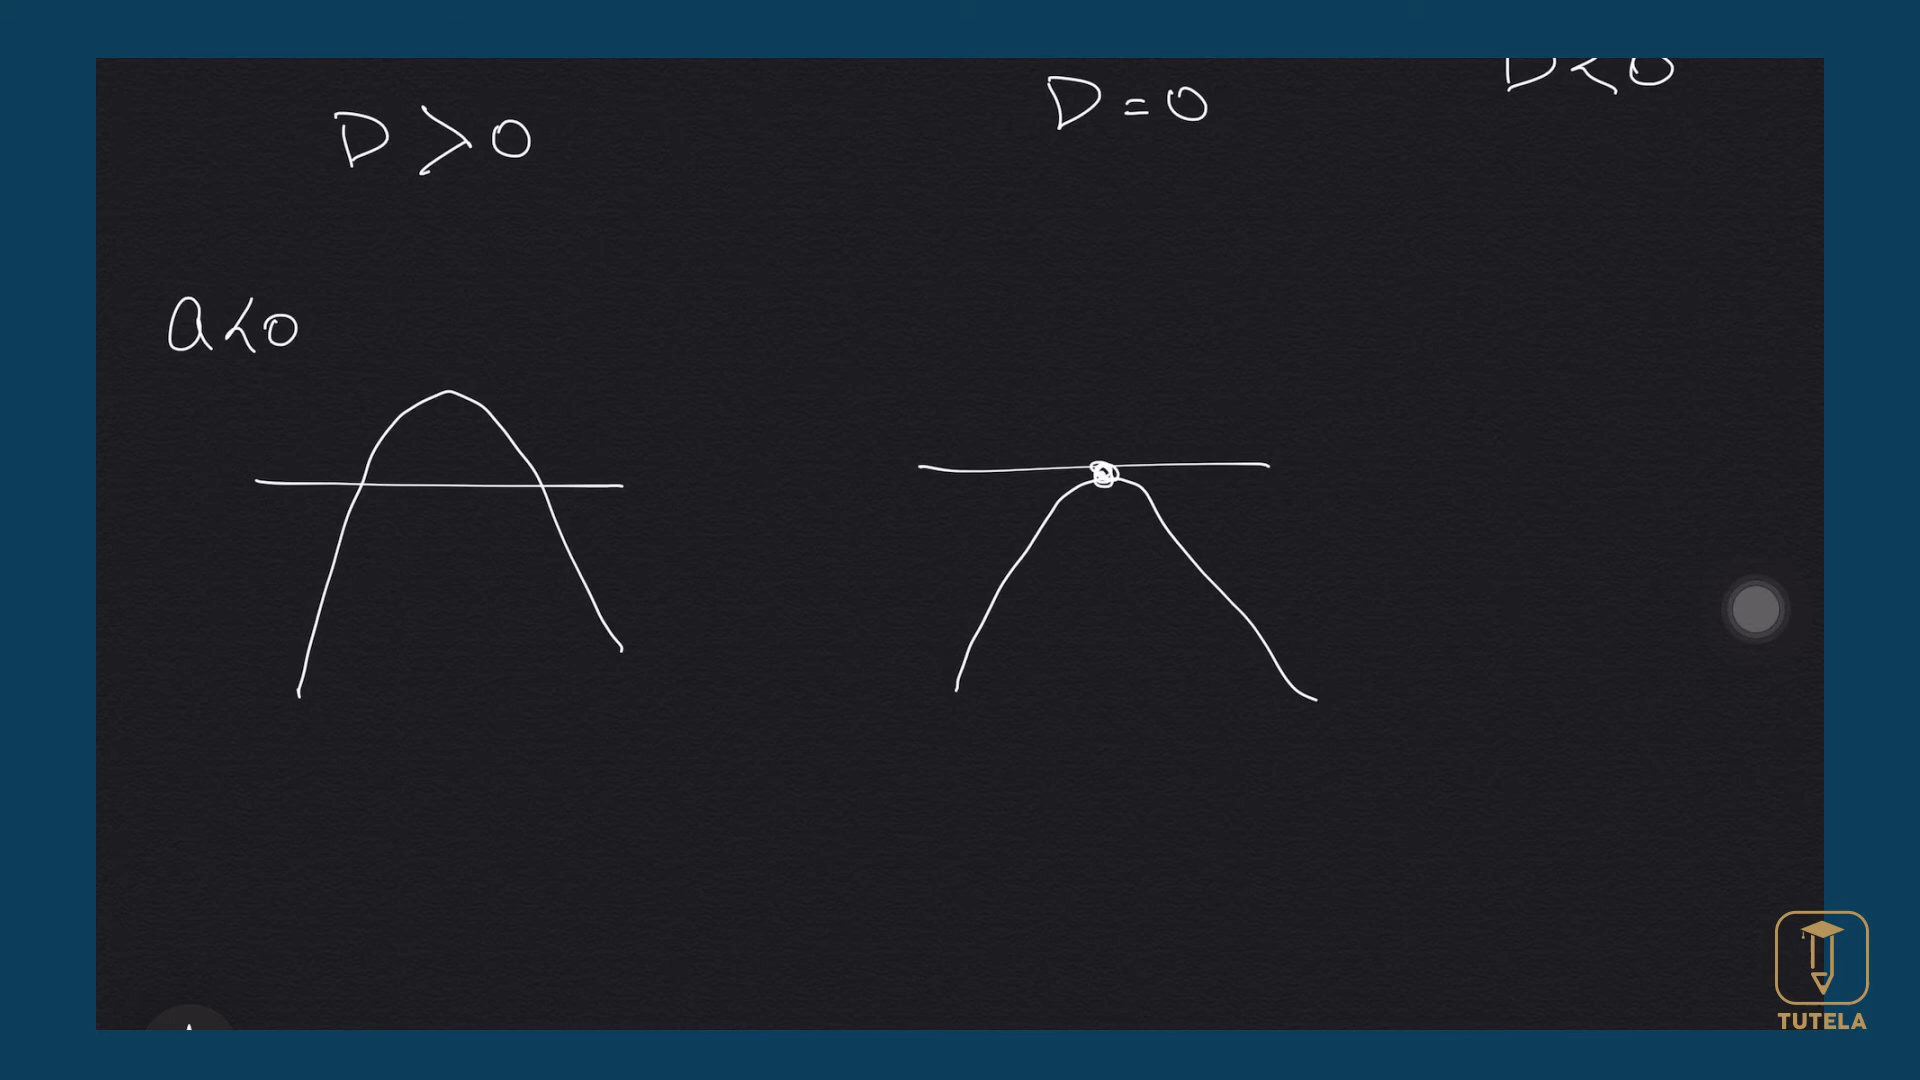 D > 0
D = 0
D < 0
a < 0
TUTELA